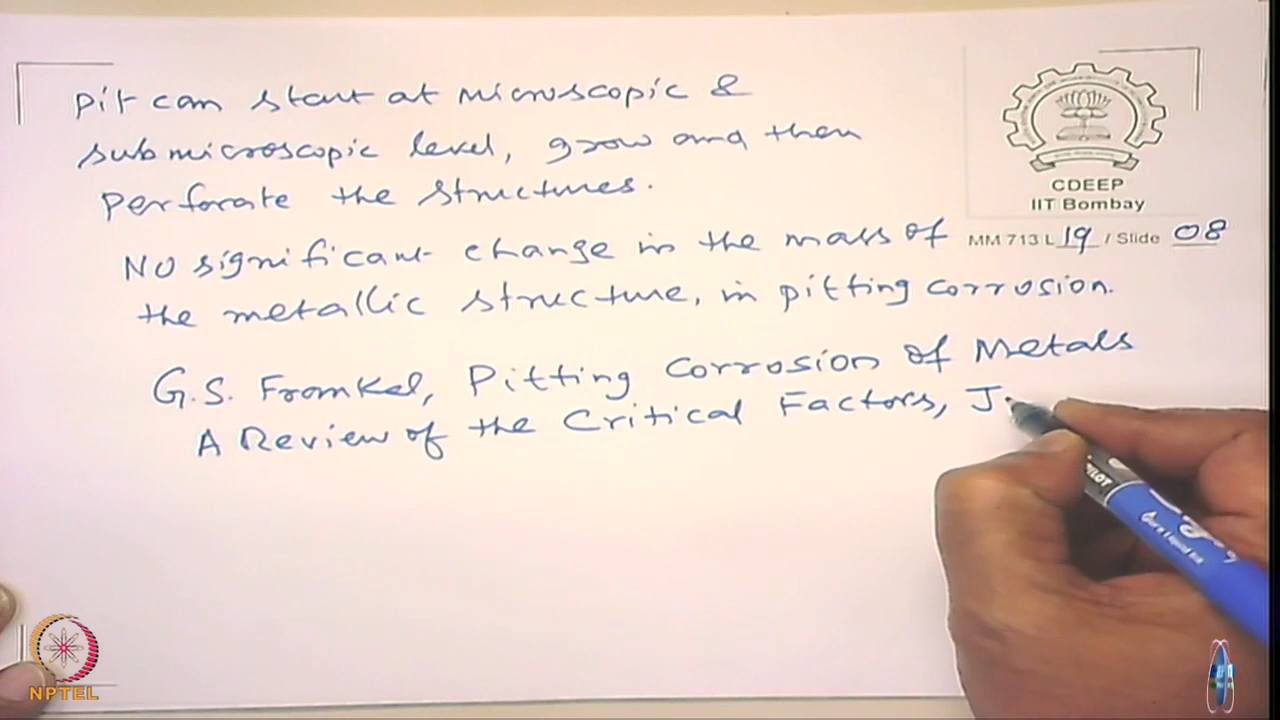 Pit can start at microscopic &
submicroscopic level, grow and then
perforate the structures.
No significant change in the mass of
the metallic structure, in pitting corrosion.
G.S. Frankel, Pitting Corrosion of Metals
A Review of the Critical Factors, J.
CDEEP
IIT Bombay
MM 713 L 19 / Slide 08
PILOT
NPTEL